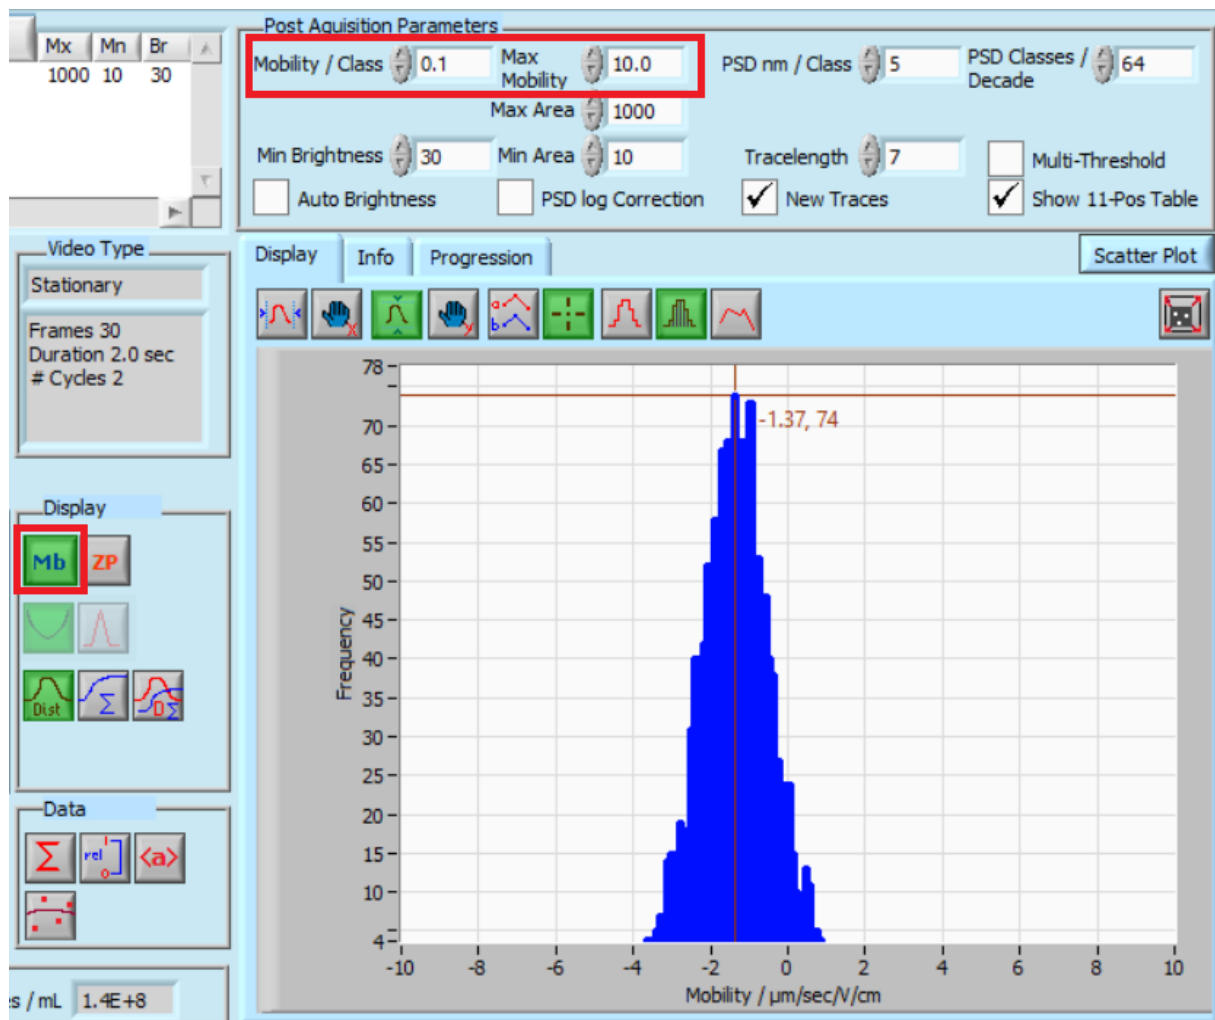 Mx Mn Br
1000 10 30
Post Aquisition Parameters
Mobility / Class 0.1 Max Mobility 10.0 PSD nm / Class 5 PSD Classes / Decade 64
Max Area 1000
Min Brightness 30 Min Area 10 Tracelength 7 Multi-Threshold
Auto Brightness PSD log Correction New Traces Show 11-Pos Table
Video Type
Stationary
Frames 30
Duration 2.0 sec
# Cycles 2
Display Info Progression Scatter Plot
x y a b
78
70
65
60
55
50
45
40
35
30
25
20
15
10
4
Frequency
-1.37, 74
-10 -8 -6 -4 -2 0 2 4 6 8 10
Mobility / µm/sec/V/cm
Display
Mb ZP
Dist Σ D Σ
Data
Σ rel 1 0 <a>
es / mL 1.4E+8